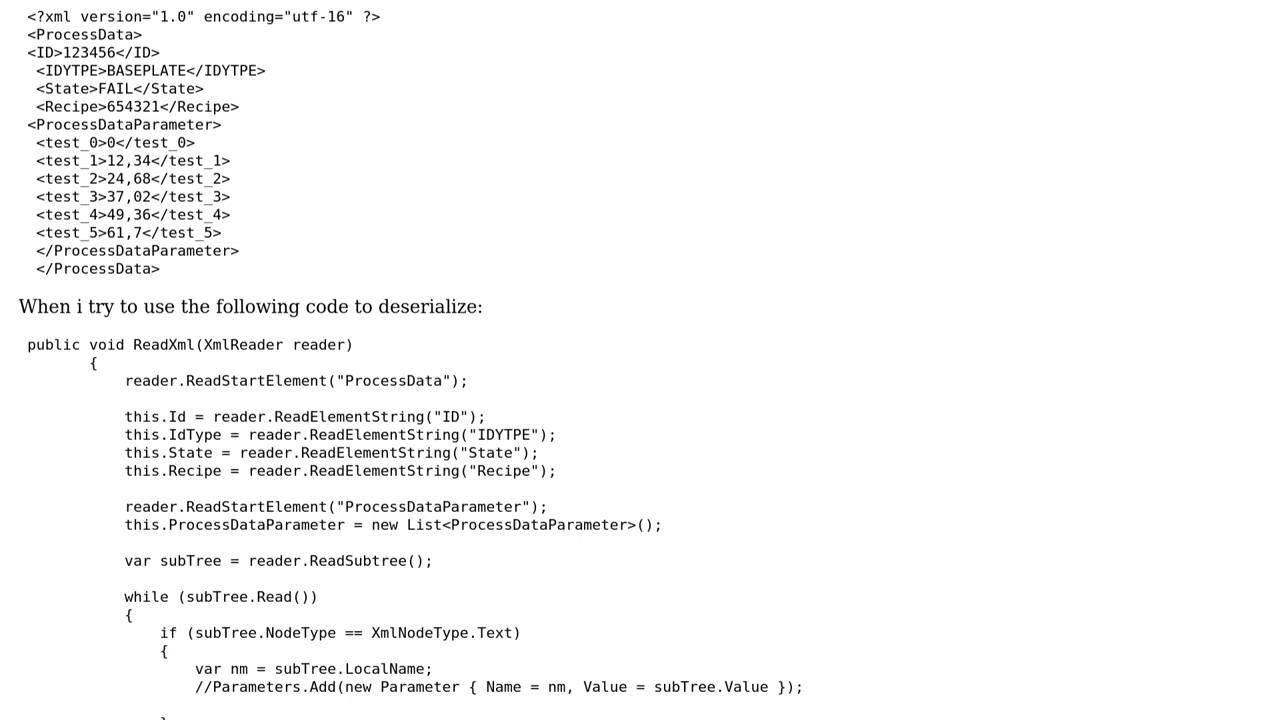 <?xml version="1.0" encoding="utf-16" ?>
<ProcessData>
<ID>123456</ID>
<IDYTPE>BASEPLATE</IDYTPE>
<State>FAIL</State>
<Recipe>654321</Recipe>
<ProcessDataParameter>
<test_0>0</test_0>
<test_1>12,34</test_1>
<test_2>24,68</test_2>
<test_3>37,02</test_3>
<test_4>49,36</test_4>
<test_5>61,7</test_5>
</ProcessDataParameter>
</ProcessData>
When i try to use the following code to deserialize:
public void ReadXml(XmlReader reader)
{
reader.ReadStartElement("ProcessData");
this.Id = reader.ReadElementString("ID");
this.IdType = reader.ReadElementString("IDYTPE");
this.State = reader.ReadElementString("State");
this.Recipe = reader.ReadElementString("Recipe");
reader.ReadStartElement("ProcessDataParameter");
this.ProcessDataParameter = new List<ProcessDataParameter>();
var subTree = reader.ReadSubtree();
while (subTree.Read())
{
if (subTree.NodeType == XmlNodeType.Text)
{
var nm = subTree.LocalName;
//Parameters.Add(new Parameter { Name = nm, Value = subTree.Value });